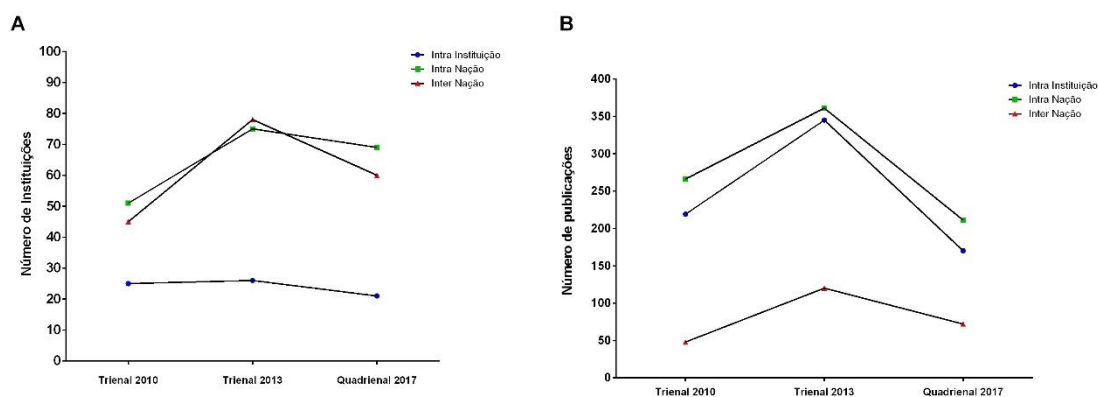 A
Número de Instituições
100
90
80
70
60
50
40
30
20
10
0
Trienal 2010
Trienal 2013
Quadrienal 2017
Intra Instituição
Intra Nação
Inter Nação
B
Número de publicações
400
350
300
250
200
150
100
50
0
Trienal 2010
Trienal 2013
Quadrienal 2017
Intra Instituição
Intra Nação
Inter Nação